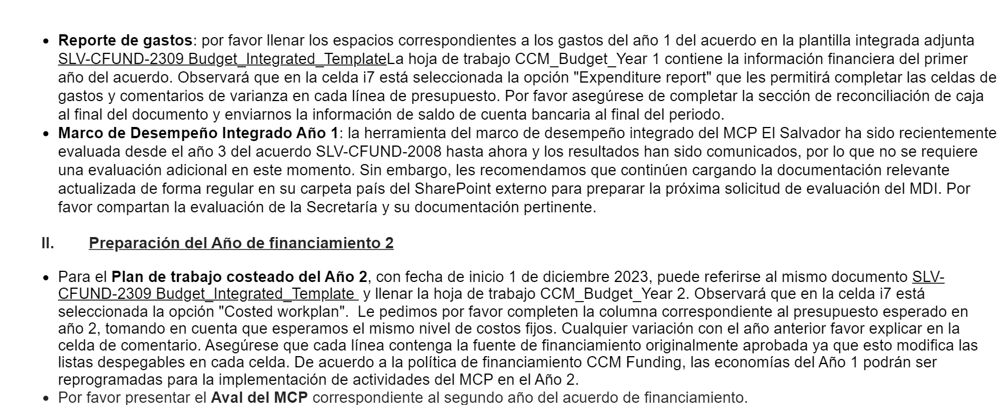 • Reporte de gastos: por favor llenar los espacios correspondientes a los gastos del año 1 del acuerdo en la plantilla integrada adjunta
SLV-CFUND-2309 Budget_Integrated_TemplateLa hoja de trabajo CCM_Budget_Year 1 contiene la información financiera del primer
año del acuerdo. Observará que en la celda i7 está seleccionada la opción "Expenditure report" que les permitirá completar las celdas de
gastos y comentarios de varianza en cada línea de presupuesto. Por favor asegúrese de completar la sección de reconciliación de caja
al final del documento y enviarnos la información de saldo de cuenta bancaria al final del periodo.
• Marco de Desempeño Integrado Año 1: la herramienta del marco de desempeño integrado del MCP El Salvador ha sido recientemente
evaluada desde el año 3 del acuerdo SLV-CFUND-2008 hasta ahora y los resultados han sido comunicados, por lo que no se requiere
una evaluación adicional en este momento. Sin embargo, les recomendamos que continúen cargando la documentación relevante
actualizada de forma regular en su carpeta país del SharePoint externo para preparar la próxima solicitud de evaluación del MDI. Por
favor compartan la evaluación de la Secretaría y su documentación pertinente.
II. Preparación del Año de financiamiento 2
• Para el Plan de trabajo costeado del Año 2, con fecha de inicio 1 de diciembre 2023, puede referirse al mismo documento SLV-
CFUND-2309 Budget_Integrated_Template y llenar la hoja de trabajo CCM_Budget_Year 2. Observará que en la celda i7 está
seleccionada la opción "Costed workplan". Le pedimos por favor completen la columna correspondiente al presupuesto esperado en
año 2, tomando en cuenta que esperamos el mismo nivel de costos fijos. Cualquier variación con el año anterior favor explicar en la
celda de comentario. Asegúrese que cada línea contenga la fuente de financiamiento originalmente aprobada ya que esto modifica las
listas despegables en cada celda. De acuerdo a la política de financiamiento CCM Funding, las economías del Año 1 podrán ser
reprogramadas para la implementación de actividades del MCP en el Año 2.
• Por favor presentar el Aval del MCP correspondiente al segundo año del acuerdo de financiamiento.